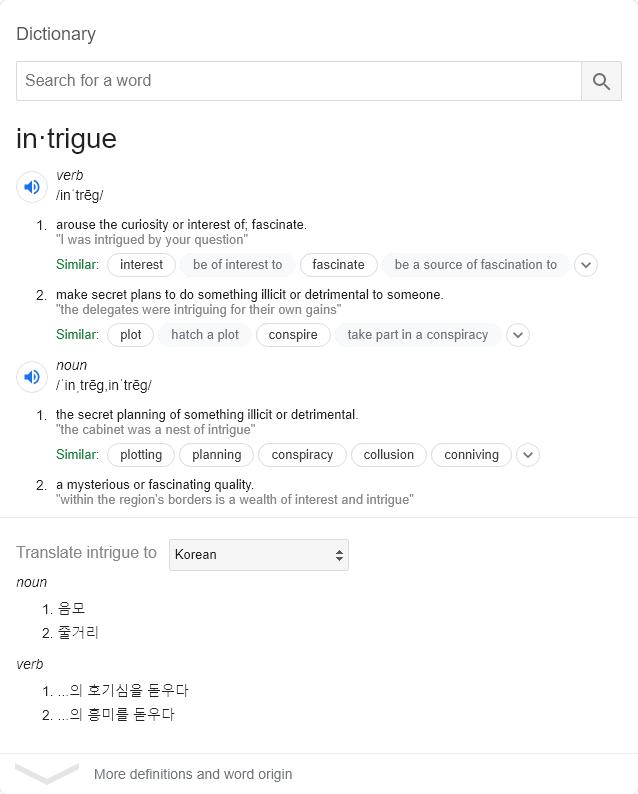 Dictionary
Search for a word
in·trigue
verb
/inˈtrēɡ/
1. arouse the curiosity or interest of; fascinate.
"I was intrigued by your question"
Similar: interest be of interest to fascinate be a source of fascination to
2. make secret plans to do something illicit or detrimental to someone.
"the delegates were intriguing for their own gains"
Similar: plot hatch a plot conspire take part in a conspiracy
noun
/ˈinˌtrēɡ,inˈtrēɡ/
1. the secret planning of something illicit or detrimental.
"the cabinet was a nest of intrigue"
Similar: plotting planning conspiracy collusion conniving
2. a mysterious or fascinating quality.
"within the region's borders is a wealth of interest and intrigue"
Translate intrigue to Korean
noun
1. 음모
2. 줄거리
verb
1. ...의 호기심을 돋우다
2. ...의 흥미를 돋우다
More definitions and word origin